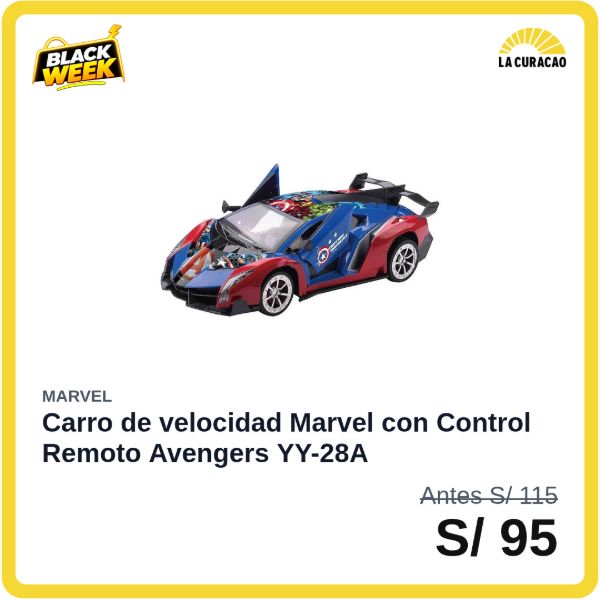 BLACK
WEEK
LA CURACAO
MARVEL
Carro de velocidad Marvel con Control
Remoto Avengers YY-28A
Antes S/ 115
S/ 95